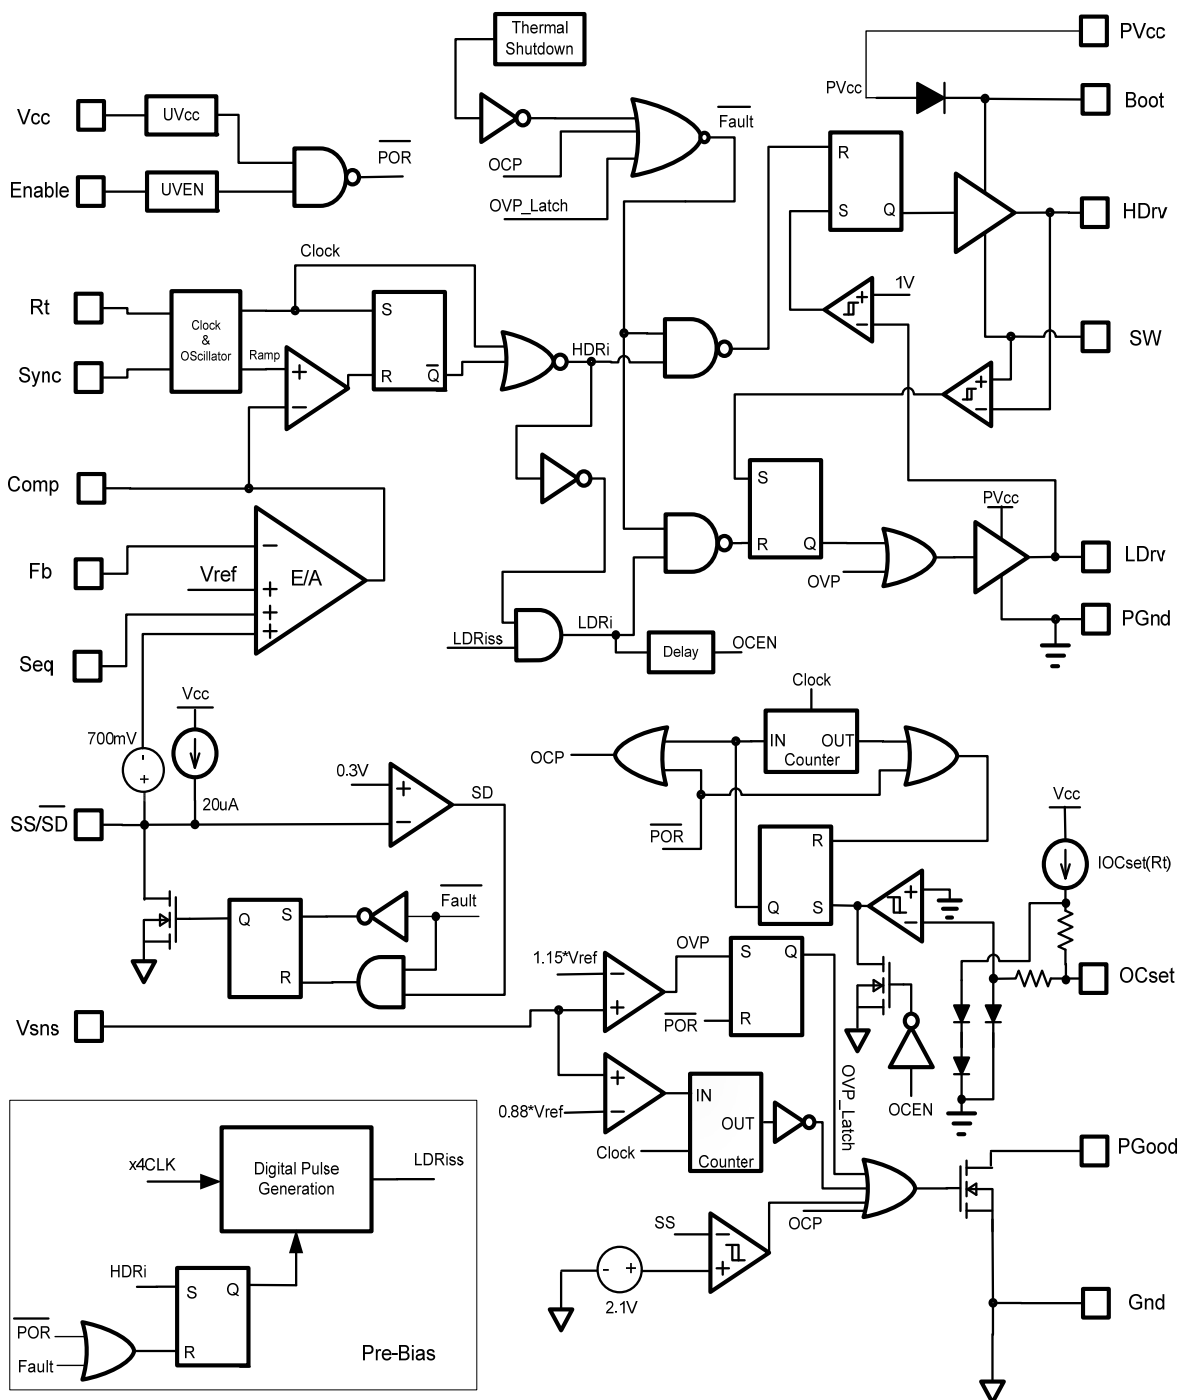 Thermal
Shutdown
PVcc
PVcc
Boot
Vcc
UVcc
POR
Fault
OCP
R
Enable
UVEN
OVP_Latch
S
Q
HDrv
Clock
1V
+
−
Rt
Clock
&
OScillator
S
SW
Ramp
HDRi
Sync
+
−
R
Q
+
−
Comp
S
PVcc
Fb
−
Vref
+
E/A
+
+
R
Q
OVP
LDrv
LDRiss
LDRi
PGnd
Seq
Delay
OCEN
Vcc
Clock
700mV
-
+
OCP
IN
OUT
Counter
0.3V
+
−
SD
20uA
Vcc
SS/SD
POR
R
IOCset(Rt)
Q
S
+
−
Q
S
Fault
R
OVP
S
Q
1.15*Vref
−
+
OCset
Vsns
POR
R
OVP_Latch
+
−
0.88*Vref
IN
OUT
Counter
Clock
OCEN
PGood
x4CLK
Digital Pulse
Generation
LDRiss
SS
−
+
OCP
HDRi
S
Q
-
+
2.1V
Gnd
POR
Fault
R
Pre-Bias